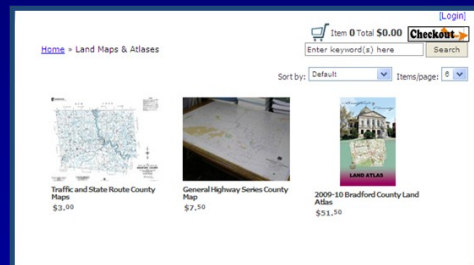 [Login]
Item 0 Total $0.00 Checkout
Home » Land Maps & Atlases
Enter keyword(s) here Search
Sort by: Default Items/page: 6
Traffic and State Route County
Maps
$3.00
General Highway Series County
Map
$7.50
LAND ATLAS
2009-10 Bradford County Land
Atlas
$51.50